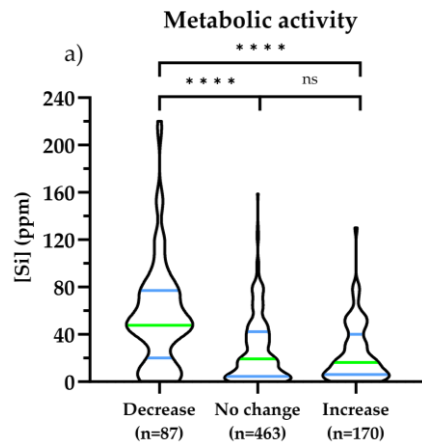 Metabolic activity
a)
* * * *
* * * *
ns
240
200
160
120
80
40
0
[Si] (ppm)
Decrease
(n=87)
No change
(n=463)
Increase
(n=170)